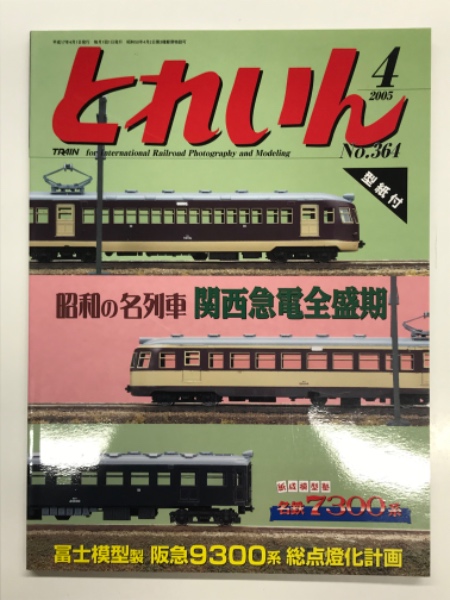 とれいん
4
2005
No.364
TRAIN for International Railroad Photography and Modeling
型紙付
昭和の名列車 関西急電全盛期
紙成模型塾
名鉄7300系
冨士模型製 阪急9300系 総点燈化計画